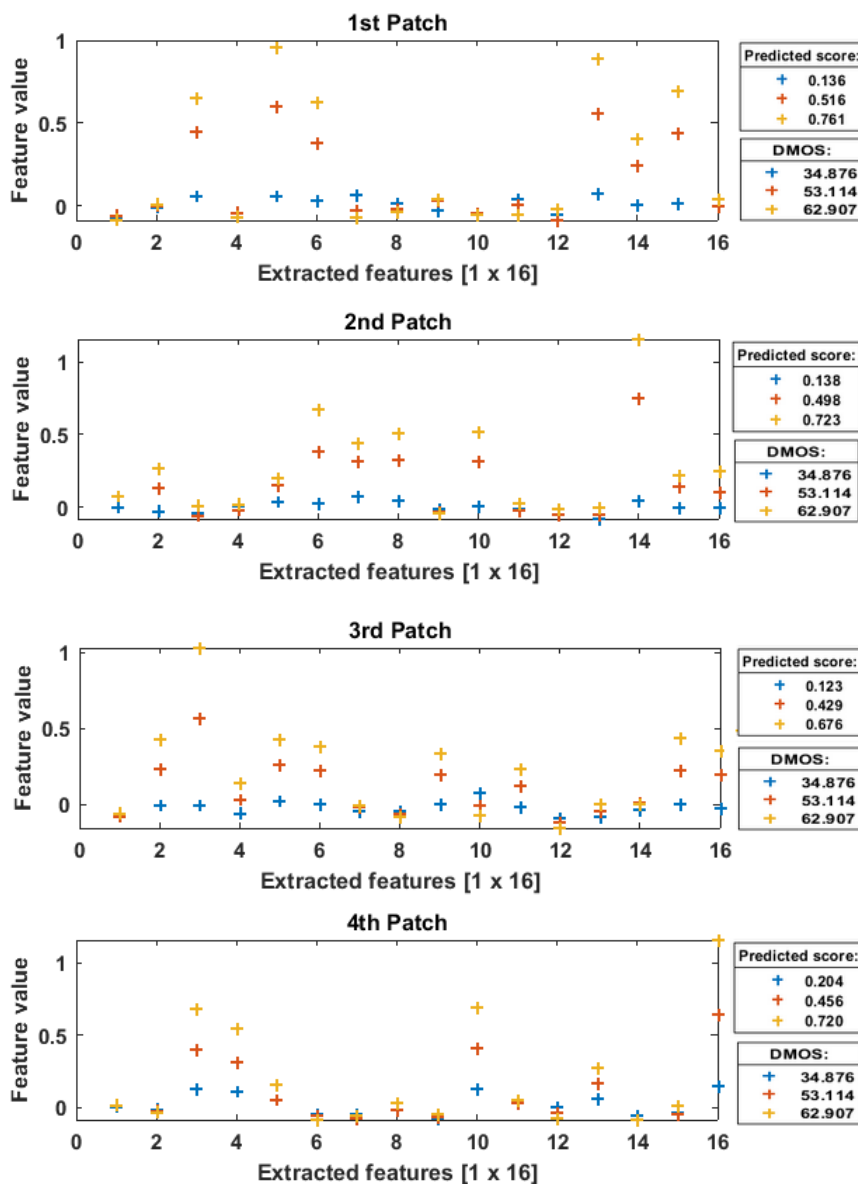 1st Patch
Feature value
1
0.5
0
0 2 4 6 8 10 12 14 16
Extracted features [1 x 16]
Predicted score:
0.136
0.516
0.761
DMOS:
34.876
53.114
62.907
2nd Patch
Feature value
1
0.5
0
0 2 4 6 8 10 12 14 16
Extracted features [1 x 16]
Predicted score:
0.138
0.498
0.723
DMOS:
34.876
53.114
62.907
3rd Patch
Feature value
1
0.5
0
0 2 4 6 8 10 12 14 16
Extracted features [1 x 16]
Predicted score:
0.123
0.429
0.676
DMOS:
34.876
53.114
62.907
4th Patch
Feature value
1
0.5
0
0 2 4 6 8 10 12 14 16
Extracted features [1 x 16]
Predicted score:
0.204
0.456
0.720
DMOS:
34.876
53.114
62.907